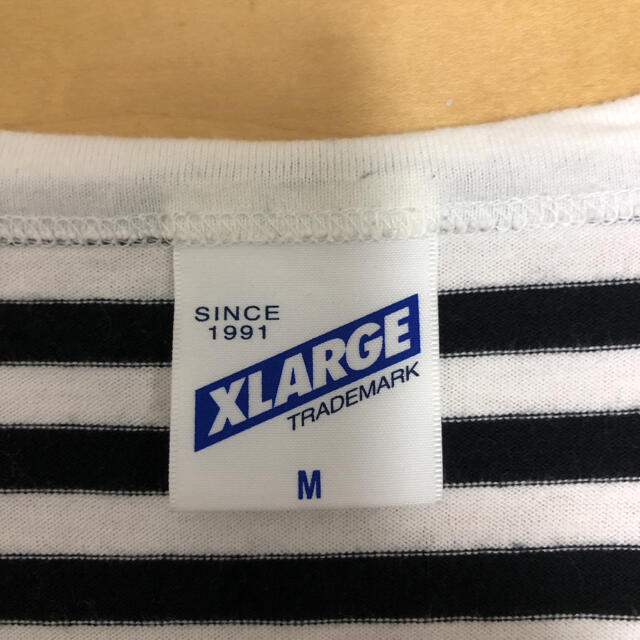 SINCE
1991
XLARGE
TRADEMARK
M